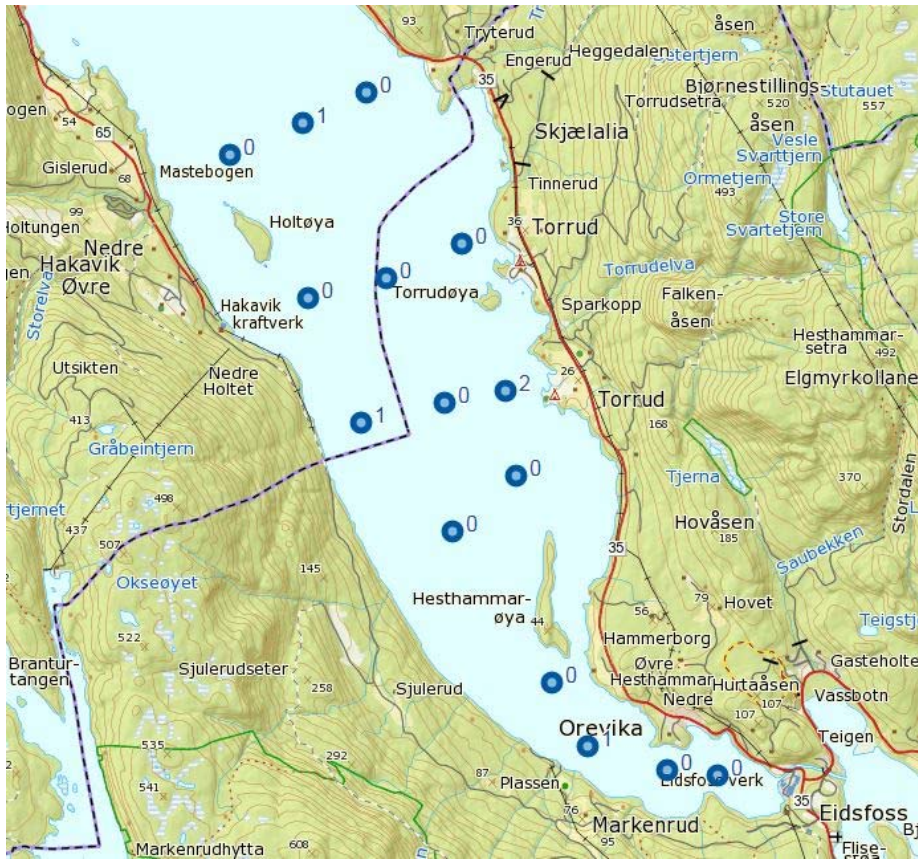 93
Tryterud
åsen
Heggedalen
Engerud
35
Bjørnestillings-
Stutauet
557
520
åsen
0
1
Torrudsetra
ogen
54
65
Skjælalia
Vesle
Svarttjern
0
Mastebogen
Gislerud
68
Tinnerud
Ormetjern
493
99
Holtungen
Holtøya
36
Torrud
Store
Svartetjern
Nedre
Hakavik
Øvre
0
0
Torrudøya
Torrudelva
Storelva
0
Hakavik
kraftverk
Sparkopp
Falken-
åsen
Hesthammar-
setra
492
Utsikten
Nedre
Holtet
26
Elgmyrkollane
0
2
Torrud
413
1
168
Gråbeintjern
Tjerna
370
Stordalen
498
0
rtjernet
437
507
0
Hovåsen
185
35
Saubekken
145
Okseøyet
Hesthammar-
øya
44
79
Hovet
56
522
Hammerborg
Teigstj
Brantur-
tangen
Sjulerudseter
Øvre
Hesthammar
Nedre
Gasteholte
258
Sjulerud
0
Hurtaåsen
107
107
Vassbotn
535
292
Orevika
1
Teigen
541
87
Plassen
0
0
Eidsfoss verk
35
76
Eidsfoss
Markenrud
95
Markenrudhytta
608
Flise-